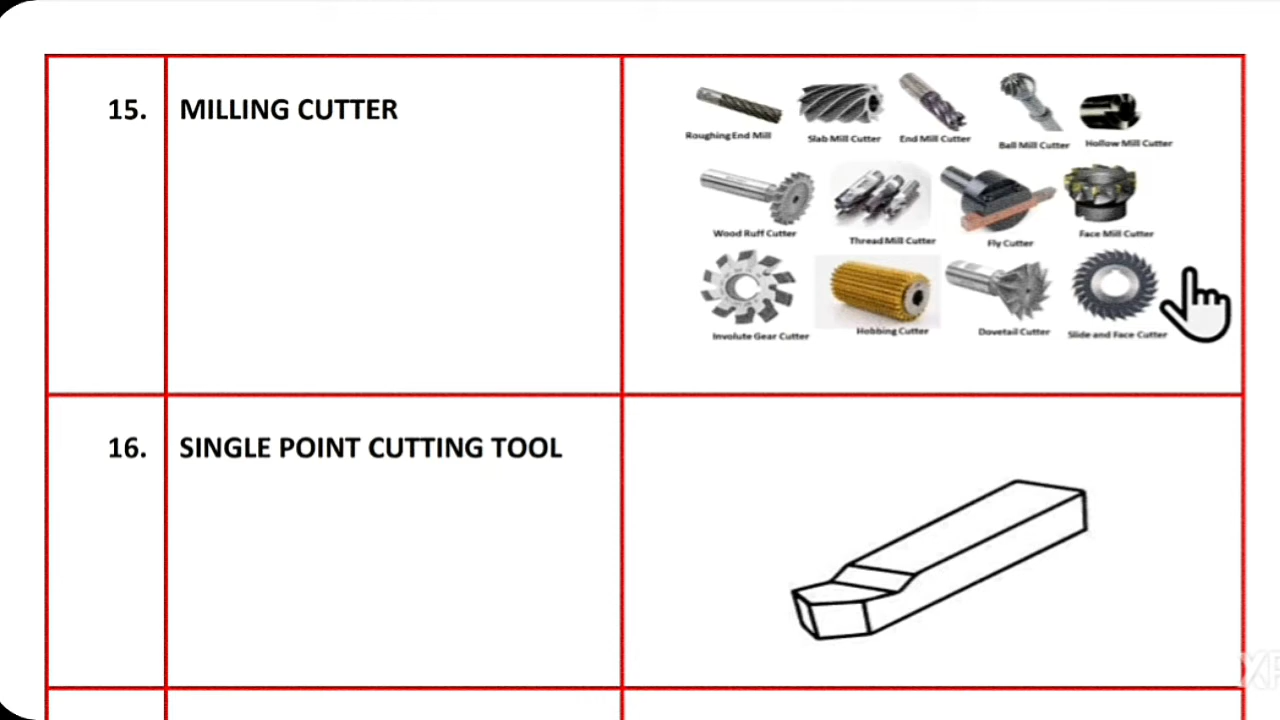 15. MILLING CUTTER
Roughing End Mill Slab Mill Cutter End Mill Cutter Ball Mill Cutter Hollow Mill Cutter
Wood Ruff Cutter Thread Mill Cutter Fly Cutter Face Mill Cutter
Involute Gear Cutter Hobbing Cutter Dovetail Cutter Slide and Face Cutter
16. SINGLE POINT CUTTING TOOL